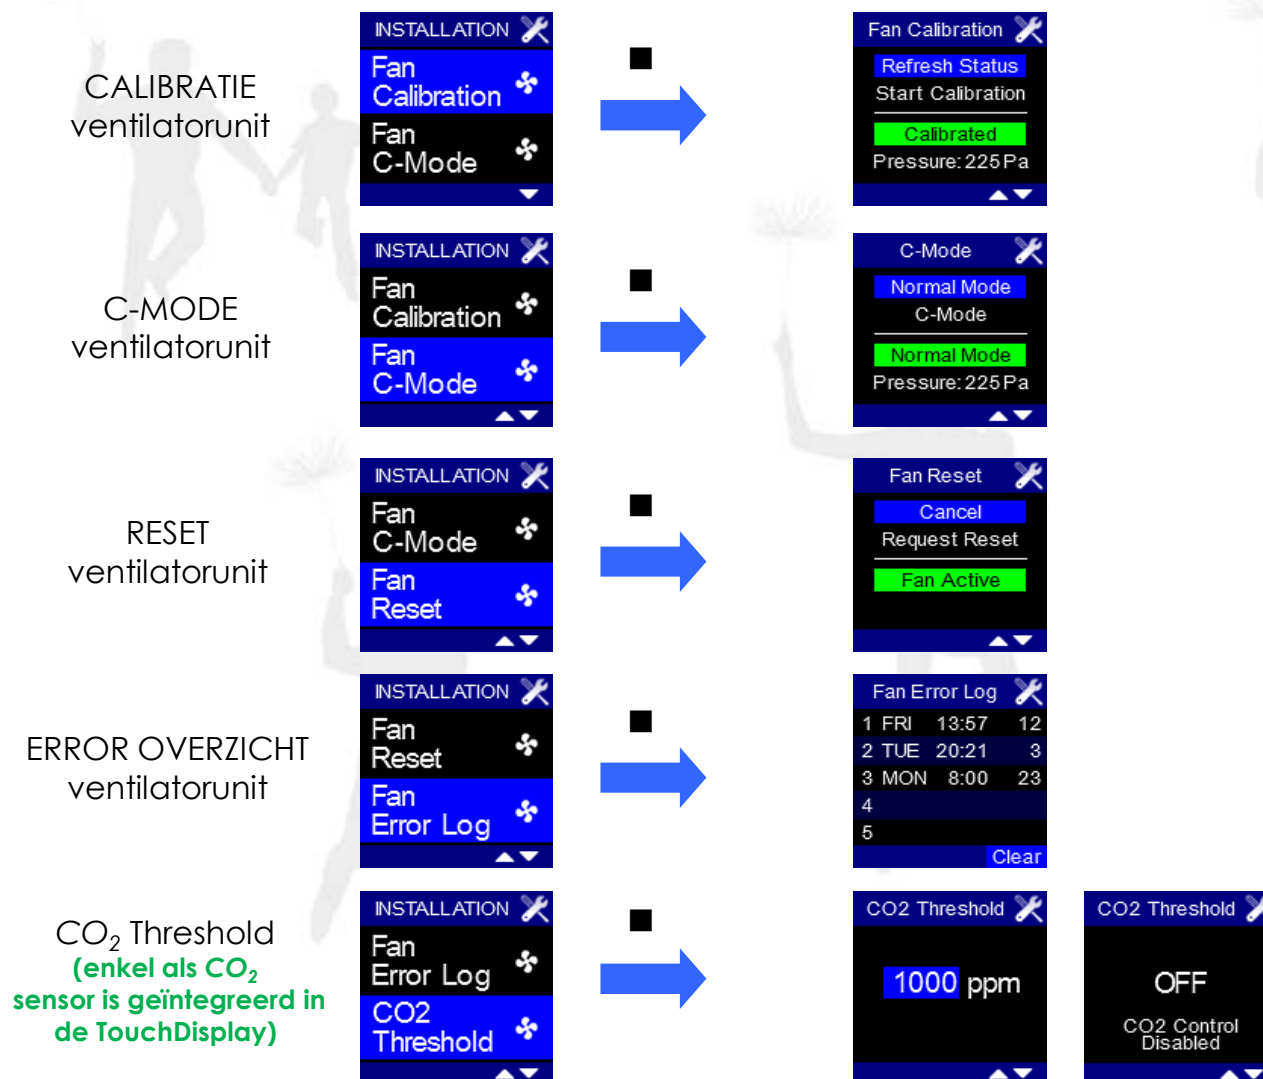 CALIBRATIE
ventilatorunit
INSTALLATION
Fan
Calibration
Fan
C-Mode
Fan Calibration
Refresh Status
Start Calibration
Calibrated
Pressure: 225 Pa
C-MODE
ventilatorunit
INSTALLATION
Fan
Calibration
Fan
C-Mode
C-Mode
Normal Mode
C-Mode
Normal Mode
Pressure: 225 Pa
RESET
ventilatorunit
INSTALLATION
Fan
C-Mode
Fan
Reset
Fan Reset
Cancel
Request Reset
Fan Active
ERROR OVERZICHT
ventilatorunit
INSTALLATION
Fan
Reset
Fan
Error Log
Fan Error Log
1 FRI 13:57 12
2 TUE 20:21 3
3 MON 8:00 23
4
5
Clear
CO₂ Threshold
(enkel als CO₂
sensor is geïntegreerd in
de TouchDisplay)
INSTALLATION
Fan
Error Log
CO2
Threshold
CO2 Threshold
1000 ppm
CO2 Threshold
OFF
CO2 Control
Disabled